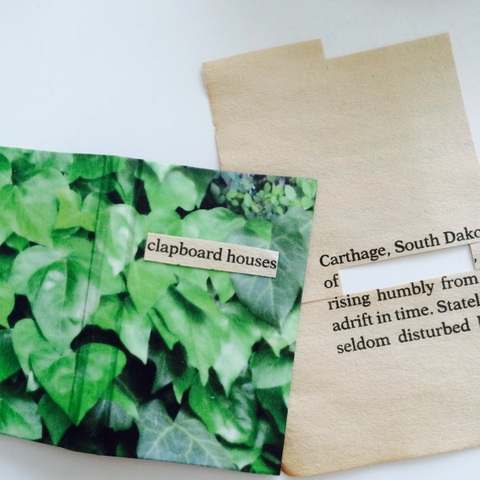 clapboard houses
Carthage, South Dako
of ,
rising humbly from
adrift in time. Statel
seldom disturbed